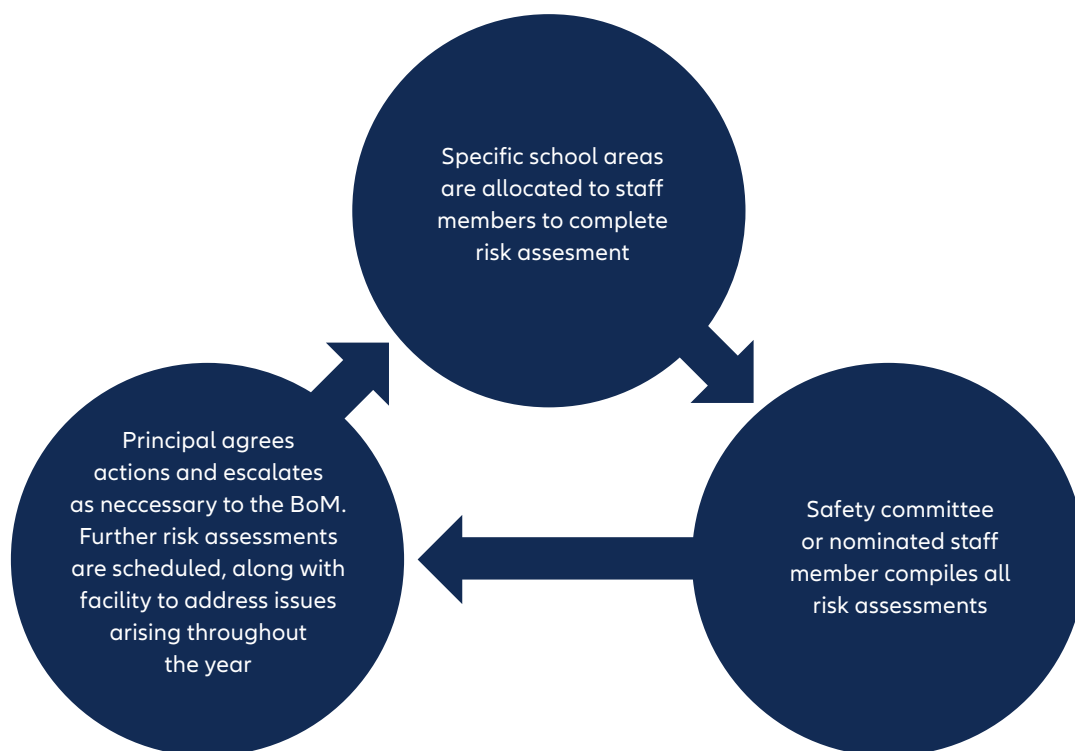 Specific school areas
are allocated to staff
members to complete
risk assesment
Principal agrees
actions and escalates
as neccessary to the BoM.
Further risk assessments
are scheduled, along with
facility to address issues
arising throughout
the year
Safety committee
or nominated staff
member compiles all
risk assessments